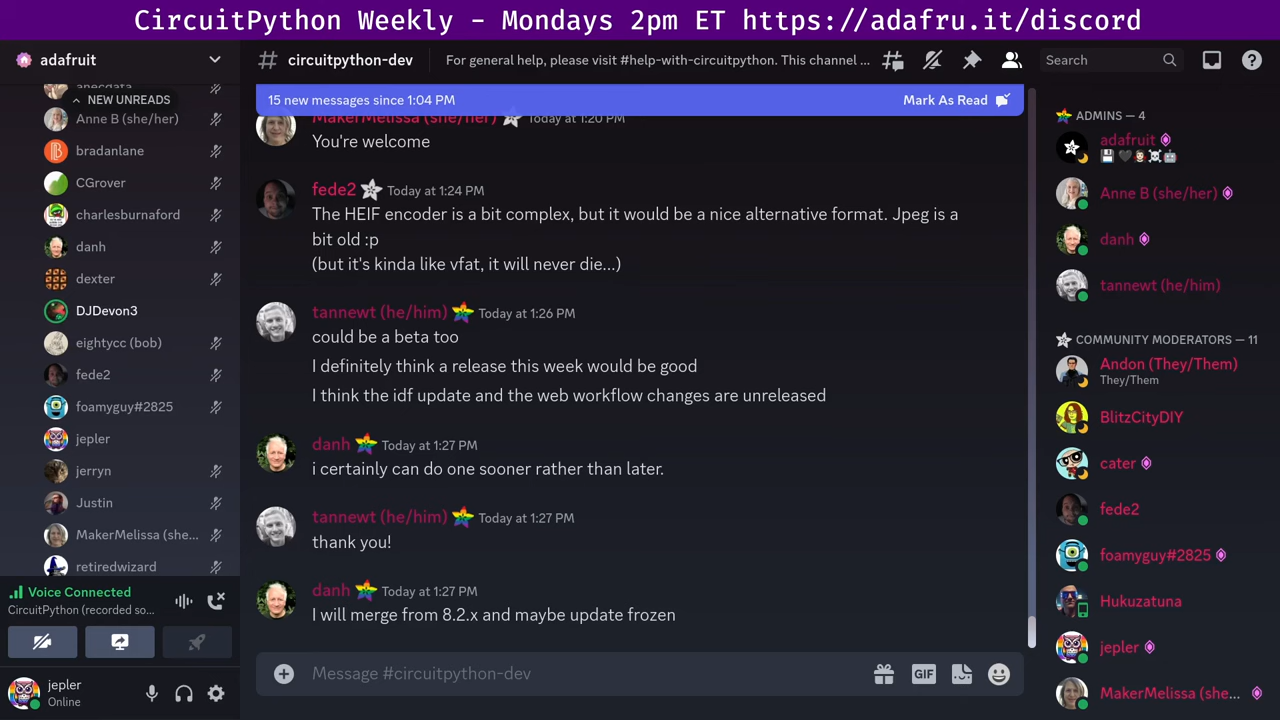 CircuitPython Weekly - Mondays 2pm ET https://adafru.it/discord
adafruit
anecdata
NEW UNREADS
Anne B (she/her)
bradanlane
CGrover
charlesburnaford
danh
dexter
DJDevon3
eightycc (bob)
fede2
foamyguy#2825
jepler
jerryn
Justin
MakerMelissa (she...
retiredwizard
Voice Connected
CircuitPython (recorded so...
jepler
Online
circuitpython-dev
For general help, please visit #help-with-circuitpython. This channel ...
Search
15 new messages since 1:04 PM
Mark As Read
MakerMelissa (she/her) Today at 1:20 PM
You're welcome
fede2 Today at 1:24 PM
The HEIF encoder is a bit complex, but it would be a nice alternative format. Jpeg is a
bit old :p
(but it's kinda like vfat, it will never die...)
tannewt (he/him) Today at 1:26 PM
could be a beta too
I definitely think a release this week would be good
I think the idf update and the web workflow changes are unreleased
danh Today at 1:27 PM
i certainly can do one sooner rather than later.
tannewt (he/him) Today at 1:27 PM
thank you!
danh Today at 1:27 PM
I will merge from 8.2.x and maybe update frozen
Message #circuitpython-dev
GIF
ADMINS — 4
adafruit
Anne B (she/her)
danh
tannewt (he/him)
COMMUNITY MODERATORS — 11
Andon (They/Them)
They/Them
BlitzCityDIY
cater
fede2
foamyguy#2825
Hukuzatuna
jepler
MakerMelissa (she...